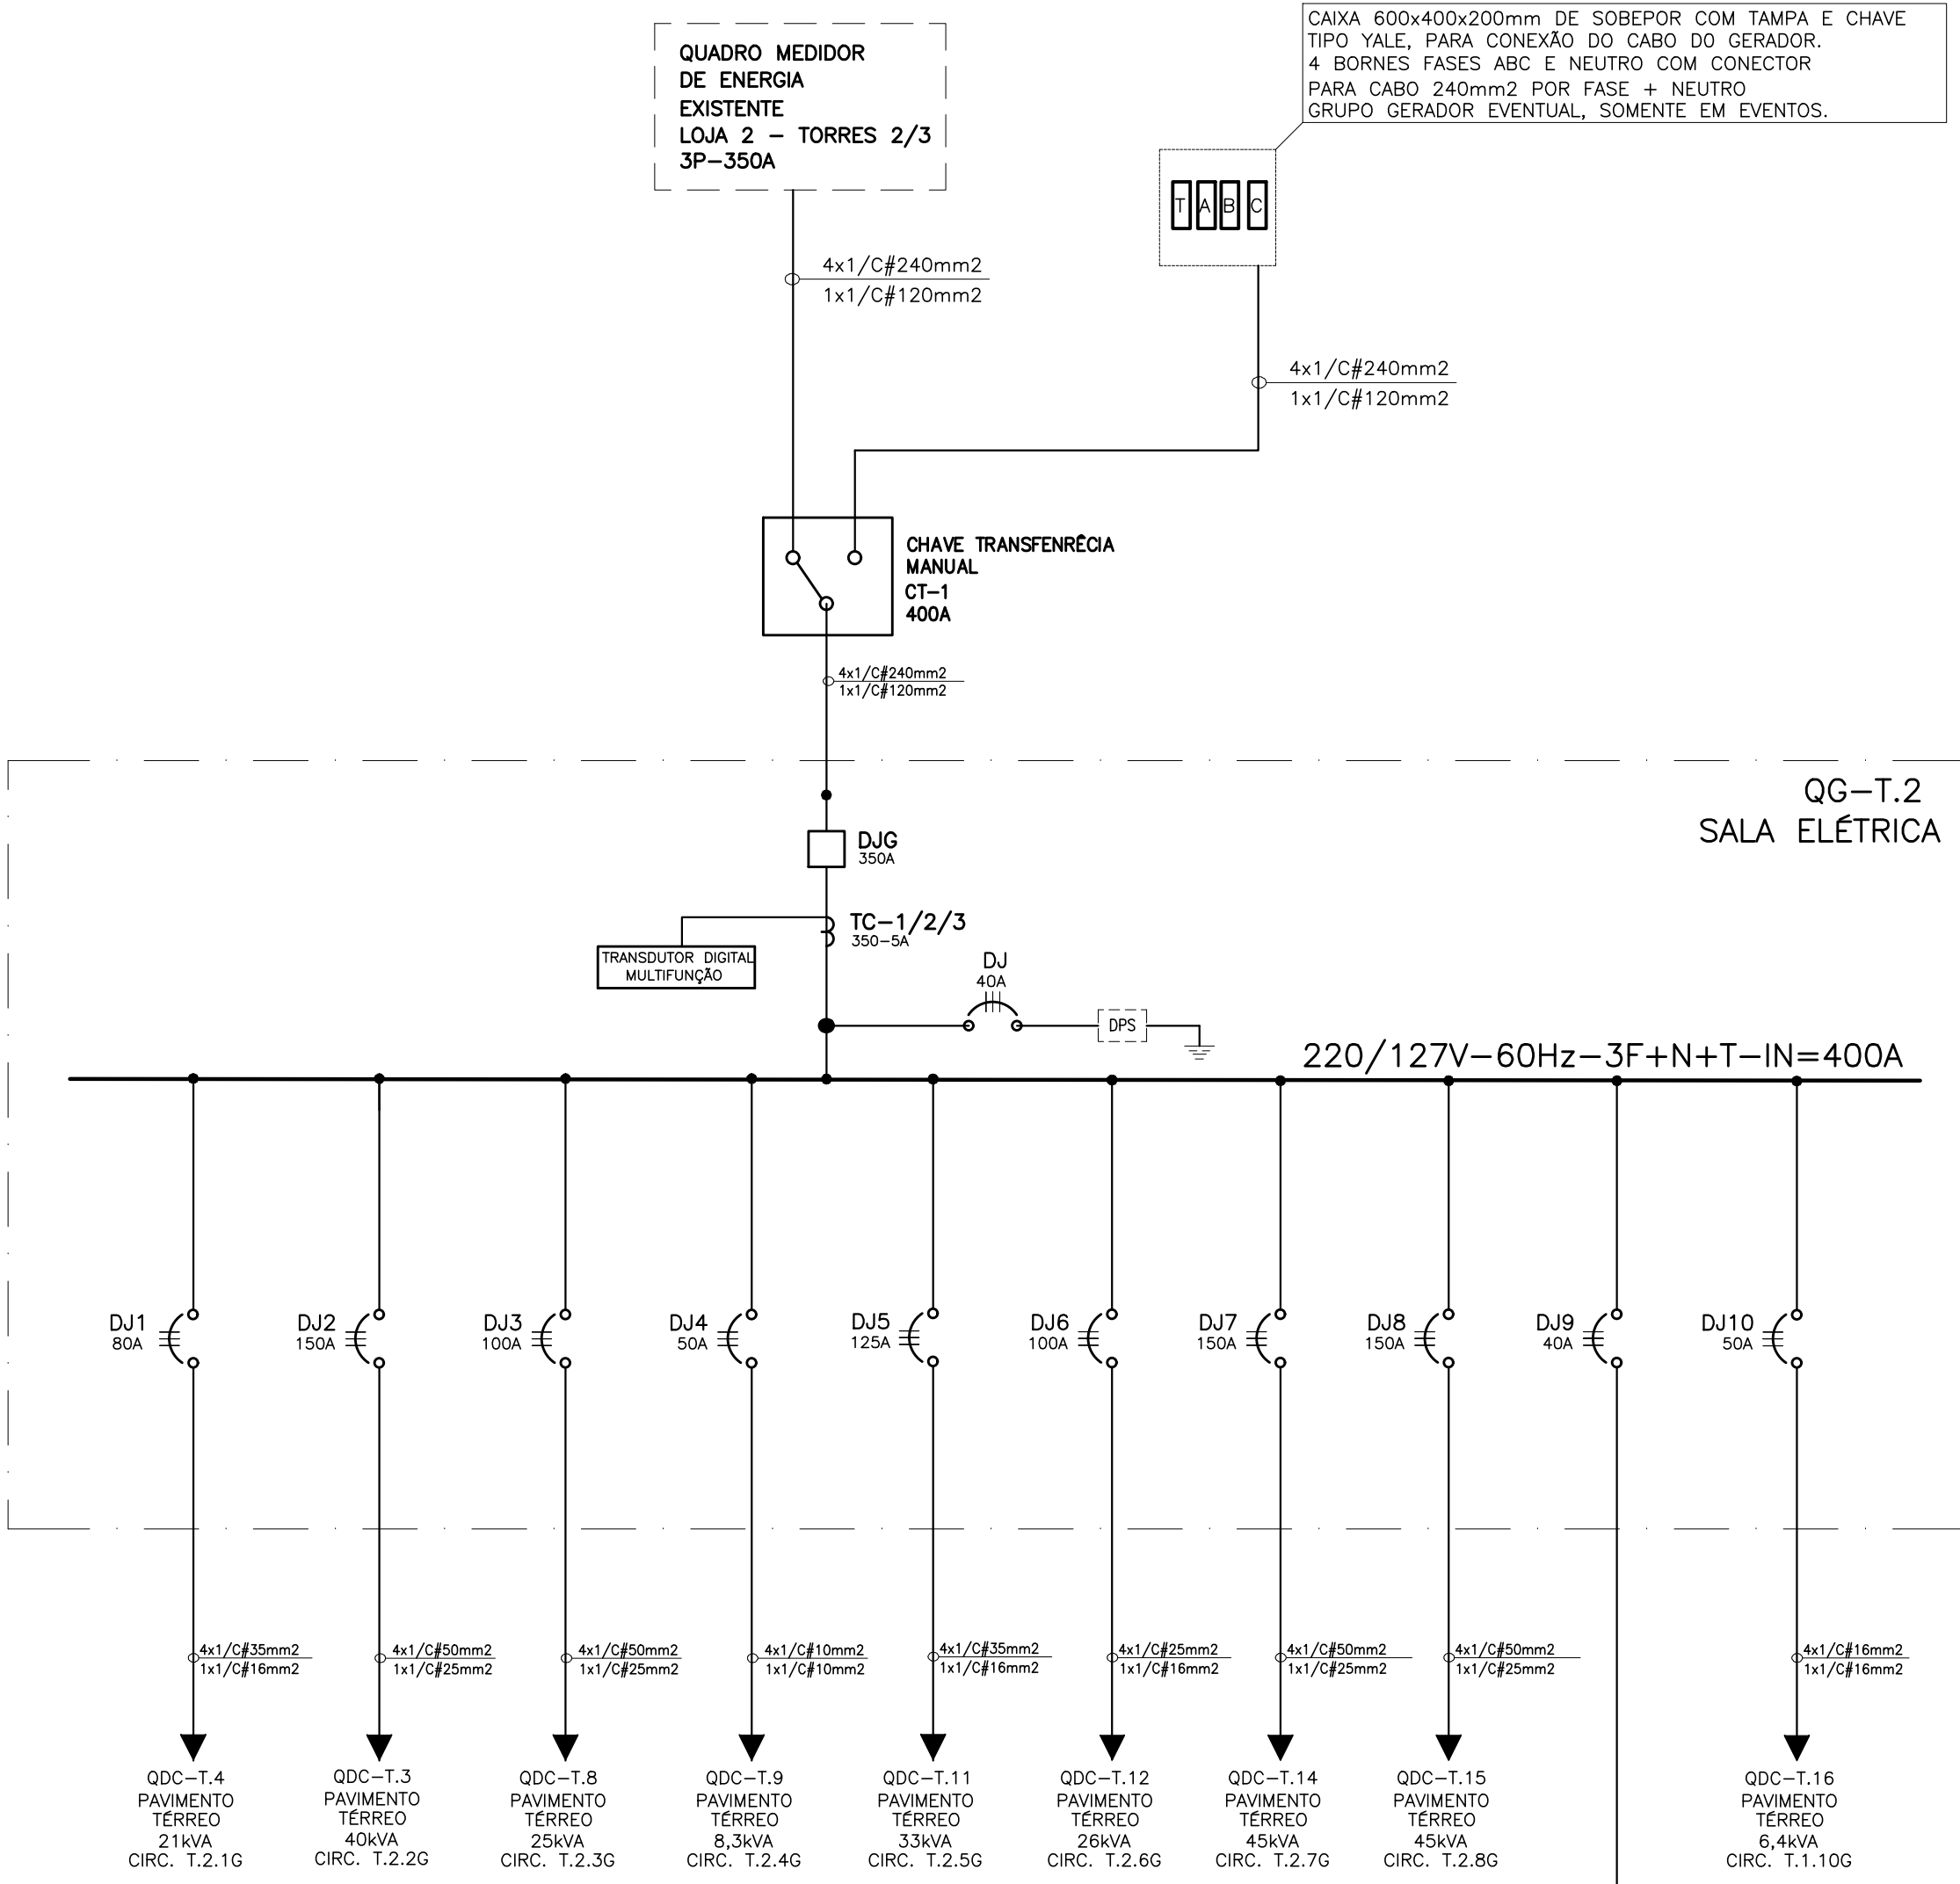 CAIXA 600x400x200mm DE SOBEPOR COM TAMPA E CHAVE
TIPO YALE, PARA CONEXÃO DO CABO DO GERADOR.
4 BORNES FASES ABC E NEUTRO COM CONECTOR
PARA CABO 240mm2 POR FASE + NEUTRO
GRUPO GERADOR EVENTUAL, SOMENTE EM EVENTOS.
QUADRO MEDIDOR
DE ENERGIA
EXISTENTE
LOJA 2 – TORRES 2/3
3P–350A
T A B C
4x1/C#240mm2
1x1/C#120mm2
4x1/C#240mm2
1x1/C#120mm2
CHAVE TRANSFENRÊCIA
MANUAL
CT–1
400A
4x1/C#240mm2
1x1/C#120mm2
QG–T.2
SALA ELÉTRICA
DJG
350A
TC–1/2/3
350–5A
TRANSDUTOR DIGITAL
MULTIFUNÇÃO
DJ
40A
DPS
220/127V–60Hz–3F+N+T–IN=400A
DJ1
80A
DJ2
150A
DJ3
100A
DJ4
50A
DJ5
125A
DJ6
100A
DJ7
150A
DJ8
150A
DJ9
40A
DJ10
50A
4x1/C#35mm2
1x1/C#16mm2
4x1/C#50mm2
1x1/C#25mm2
4x1/C#50mm2
1x1/C#25mm2
4x1/C#10mm2
1x1/C#10mm2
4x1/C#35mm2
1x1/C#16mm2
4x1/C#25mm2
1x1/C#16mm2
4x1/C#50mm2
1x1/C#25mm2
4x1/C#50mm2
1x1/C#25mm2
4x1/C#16mm2
1x1/C#16mm2
QDC–T.4
PAVIMENTO
TÉRREO
21kVA
CIRC. T.2.1G
QDC–T.3
PAVIMENTO
TÉRREO
40kVA
CIRC. T.2.2G
QDC–T.8
PAVIMENTO
TÉRREO
25kVA
CIRC. T.2.3G
QDC–T.9
PAVIMENTO
TÉRREO
8,3kVA
CIRC. T.2.4G
QDC–T.11
PAVIMENTO
TÉRREO
33kVA
CIRC. T.2.5G
QDC–T.12
PAVIMENTO
TÉRREO
26kVA
CIRC. T.2.6G
QDC–T.14
PAVIMENTO
TÉRREO
45kVA
CIRC. T.2.7G
QDC–T.15
PAVIMENTO
TÉRREO
45kVA
CIRC. T.2.8G
QDC–T.16
PAVIMENTO
TÉRREO
6,4kVA
CIRC. T.1.10G